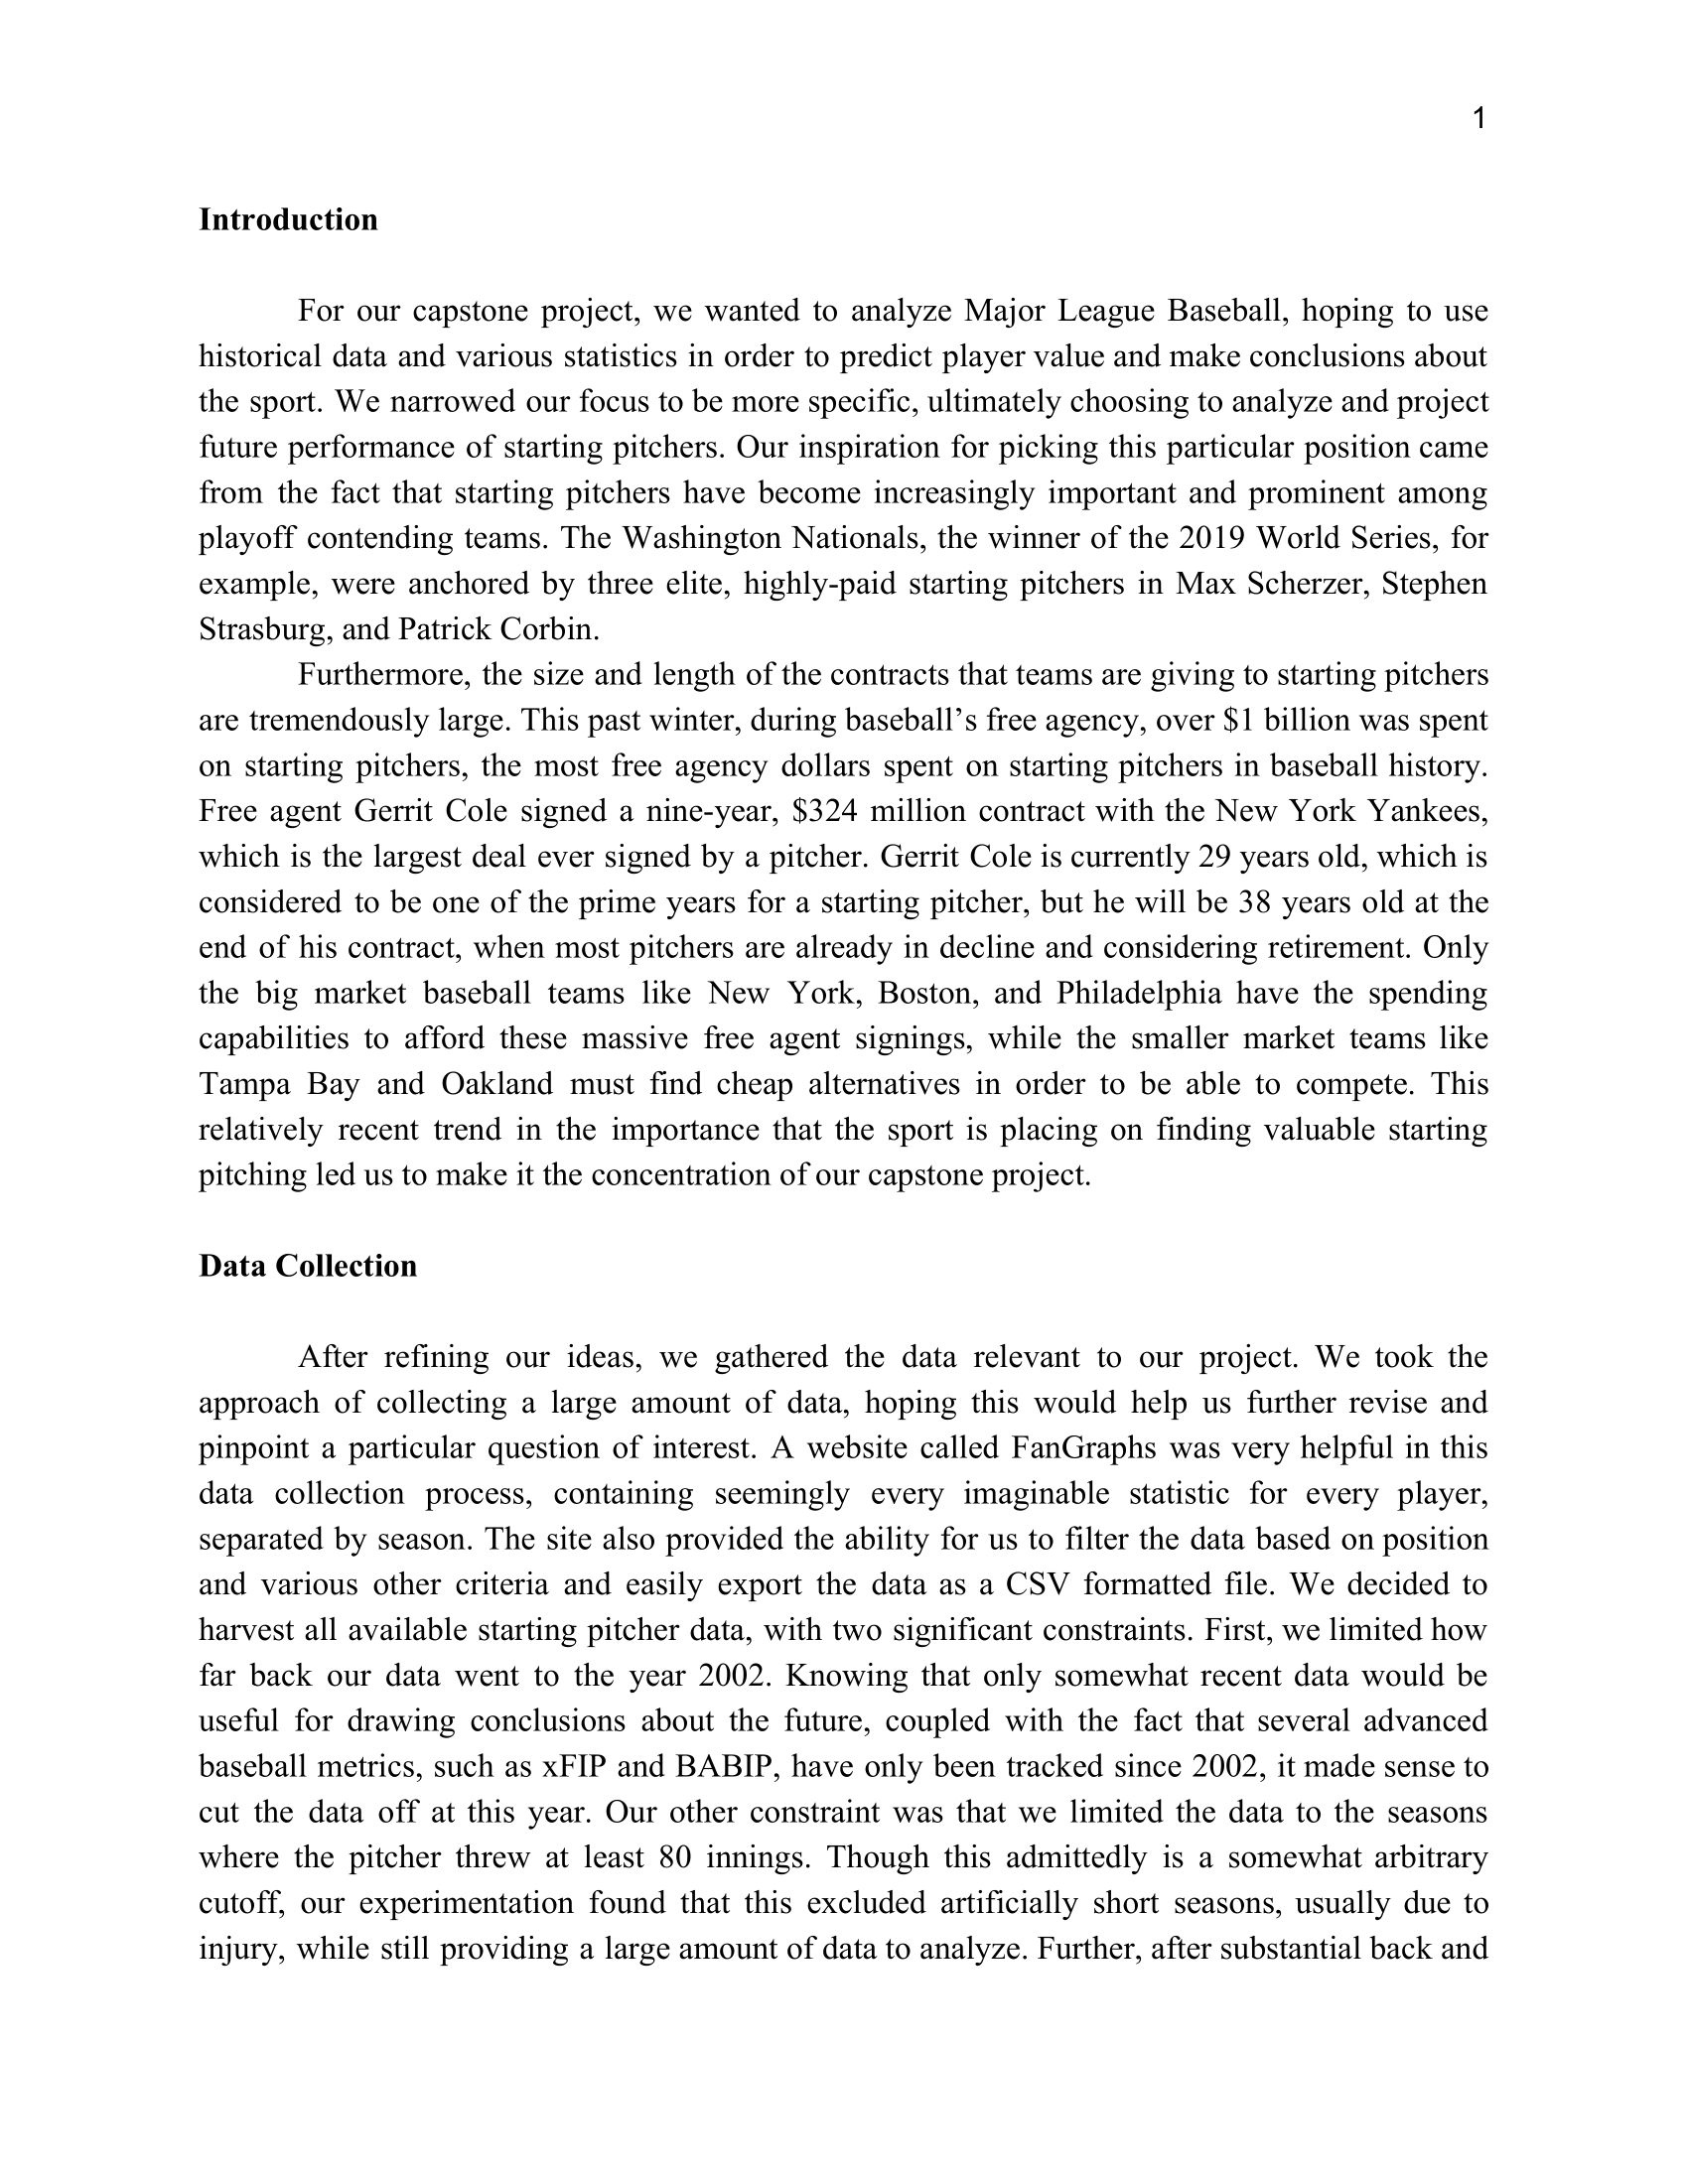 1
Introduction
For our capstone project, we wanted to analyze Major League Baseball, hoping to use
historical data and various statistics in order to predict player value and make conclusions about
the sport. We narrowed our focus to be more specific, ultimately choosing to analyze and project
future performance of starting pitchers. Our inspiration for picking this particular position came
from the fact that starting pitchers have become increasingly important and prominent among
playoff contending teams. The Washington Nationals, the winner of the 2019 World Series, for
example, were anchored by three elite, highly-paid starting pitchers in Max Scherzer, Stephen
Strasburg, and Patrick Corbin.
Furthermore, the size and length of the contracts that teams are giving to starting pitchers
are tremendously large. This past winter, during baseball’s free agency, over $1 billion was spent
on starting pitchers, the most free agency dollars spent on starting pitchers in baseball history.
Free agent Gerrit Cole signed a nine-year, $324 million contract with the New York Yankees,
which is the largest deal ever signed by a pitcher. Gerrit Cole is currently 29 years old, which is
considered to be one of the prime years for a starting pitcher, but he will be 38 years old at the
end of his contract, when most pitchers are already in decline and considering retirement. Only
the big market baseball teams like New York, Boston, and Philadelphia have the spending
capabilities to afford these massive free agent signings, while the smaller market teams like
Tampa Bay and Oakland must find cheap alternatives in order to be able to compete. This
relatively recent trend in the importance that the sport is placing on finding valuable starting
pitching led us to make it the concentration of our capstone project.
Data Collection
After refining our ideas, we gathered the data relevant to our project. We took the
approach of collecting a large amount of data, hoping this would help us further revise and
pinpoint a particular question of interest. A website called FanGraphs was very helpful in this
data collection process, containing seemingly every imaginable statistic for every player,
separated by season. The site also provided the ability for us to filter the data based on position
and various other criteria and easily export the data as a CSV formatted file. We decided to
harvest all available starting pitcher data, with two significant constraints. First, we limited how
far back our data went to the year 2002. Knowing that only somewhat recent data would be
useful for drawing conclusions about the future, coupled with the fact that several advanced
baseball metrics, such as xFIP and BABIP, have only been tracked since 2002, it made sense to
cut the data off at this year. Our other constraint was that we limited the data to the seasons
where the pitcher threw at least 80 innings. Though this admittedly is a somewhat arbitrary
cutoff, our experimentation found that this excluded artificially short seasons, usually due to
injury, while still providing a large amount of data to analyze. Further, after substantial back and